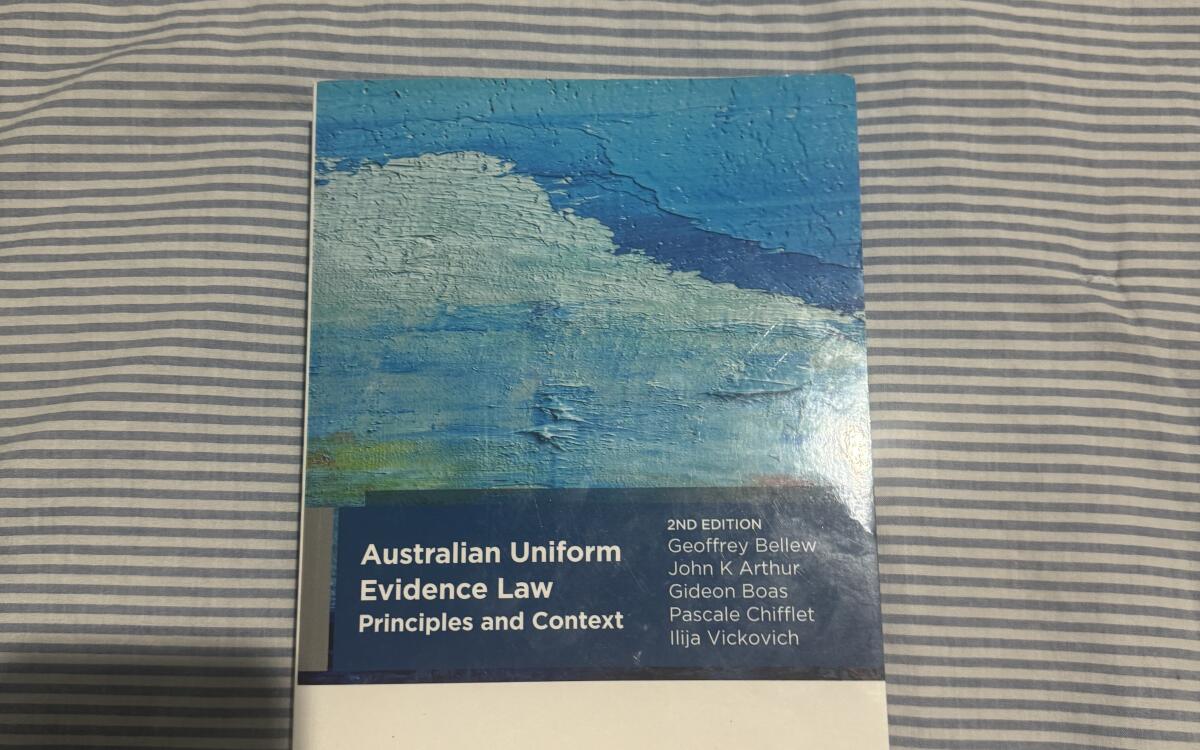 Australian Uniform
Evidence Law
Principles and Context
2ND EDITION
Geoffrey Bellew
John K Arthur
Gideon Boas
Pascale Chifflet
Ilija Vickovich